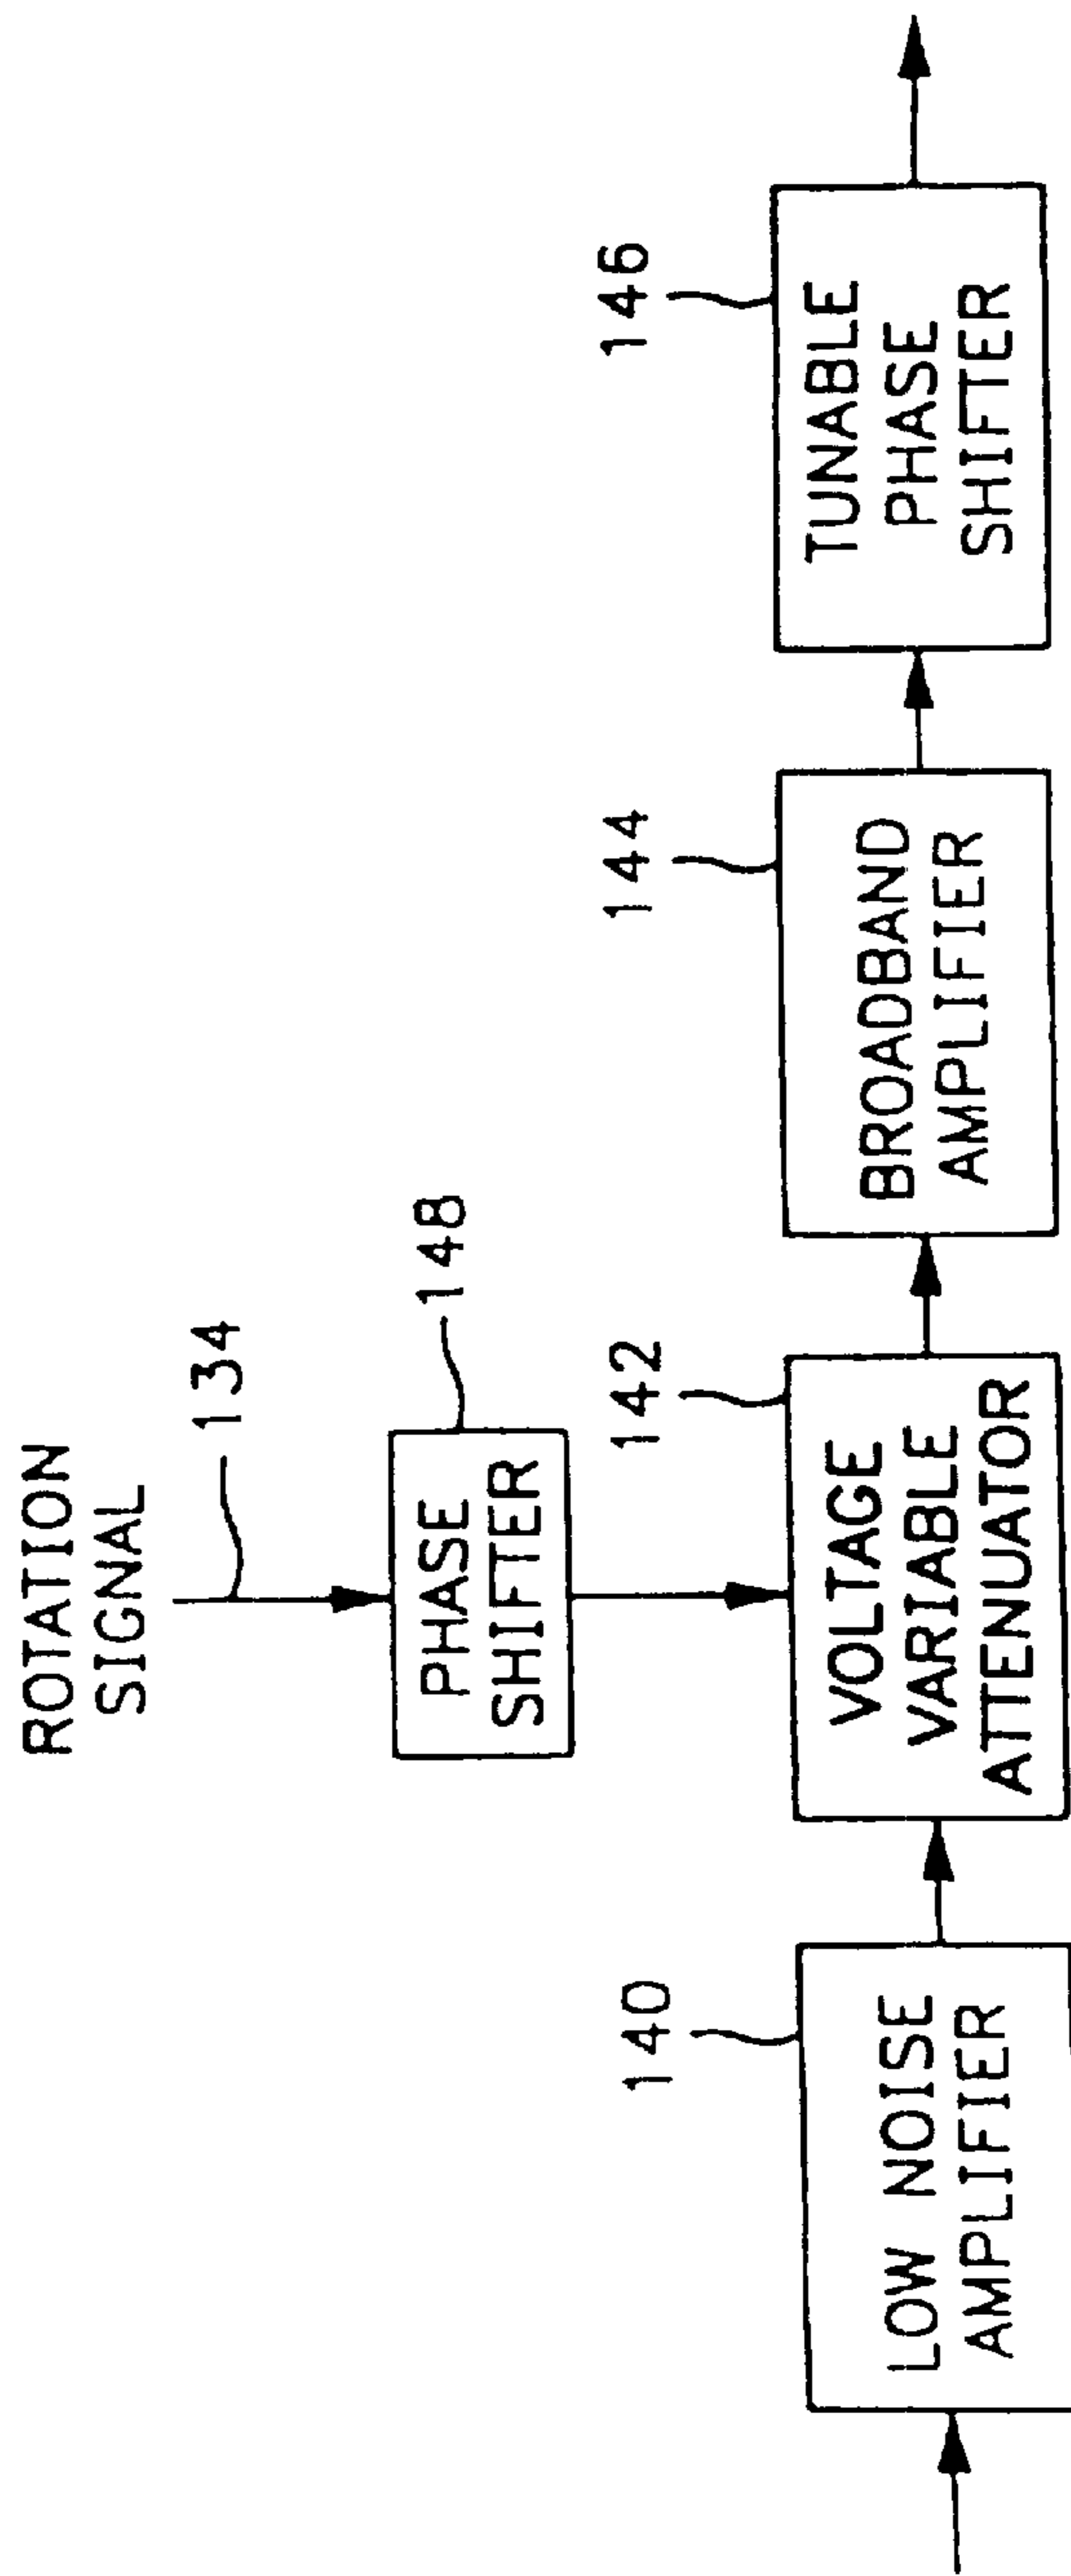 ROTATION
SIGNAL
134
PHASE
SHIFTER
148
140
LOW NOISE
AMPLIFIER
142
VOLTAGE
VARIABLE
ATTENUATOR
144
BROADBAND
AMPLIFIER
146
TUNABLE
PHASE
SHIFTER